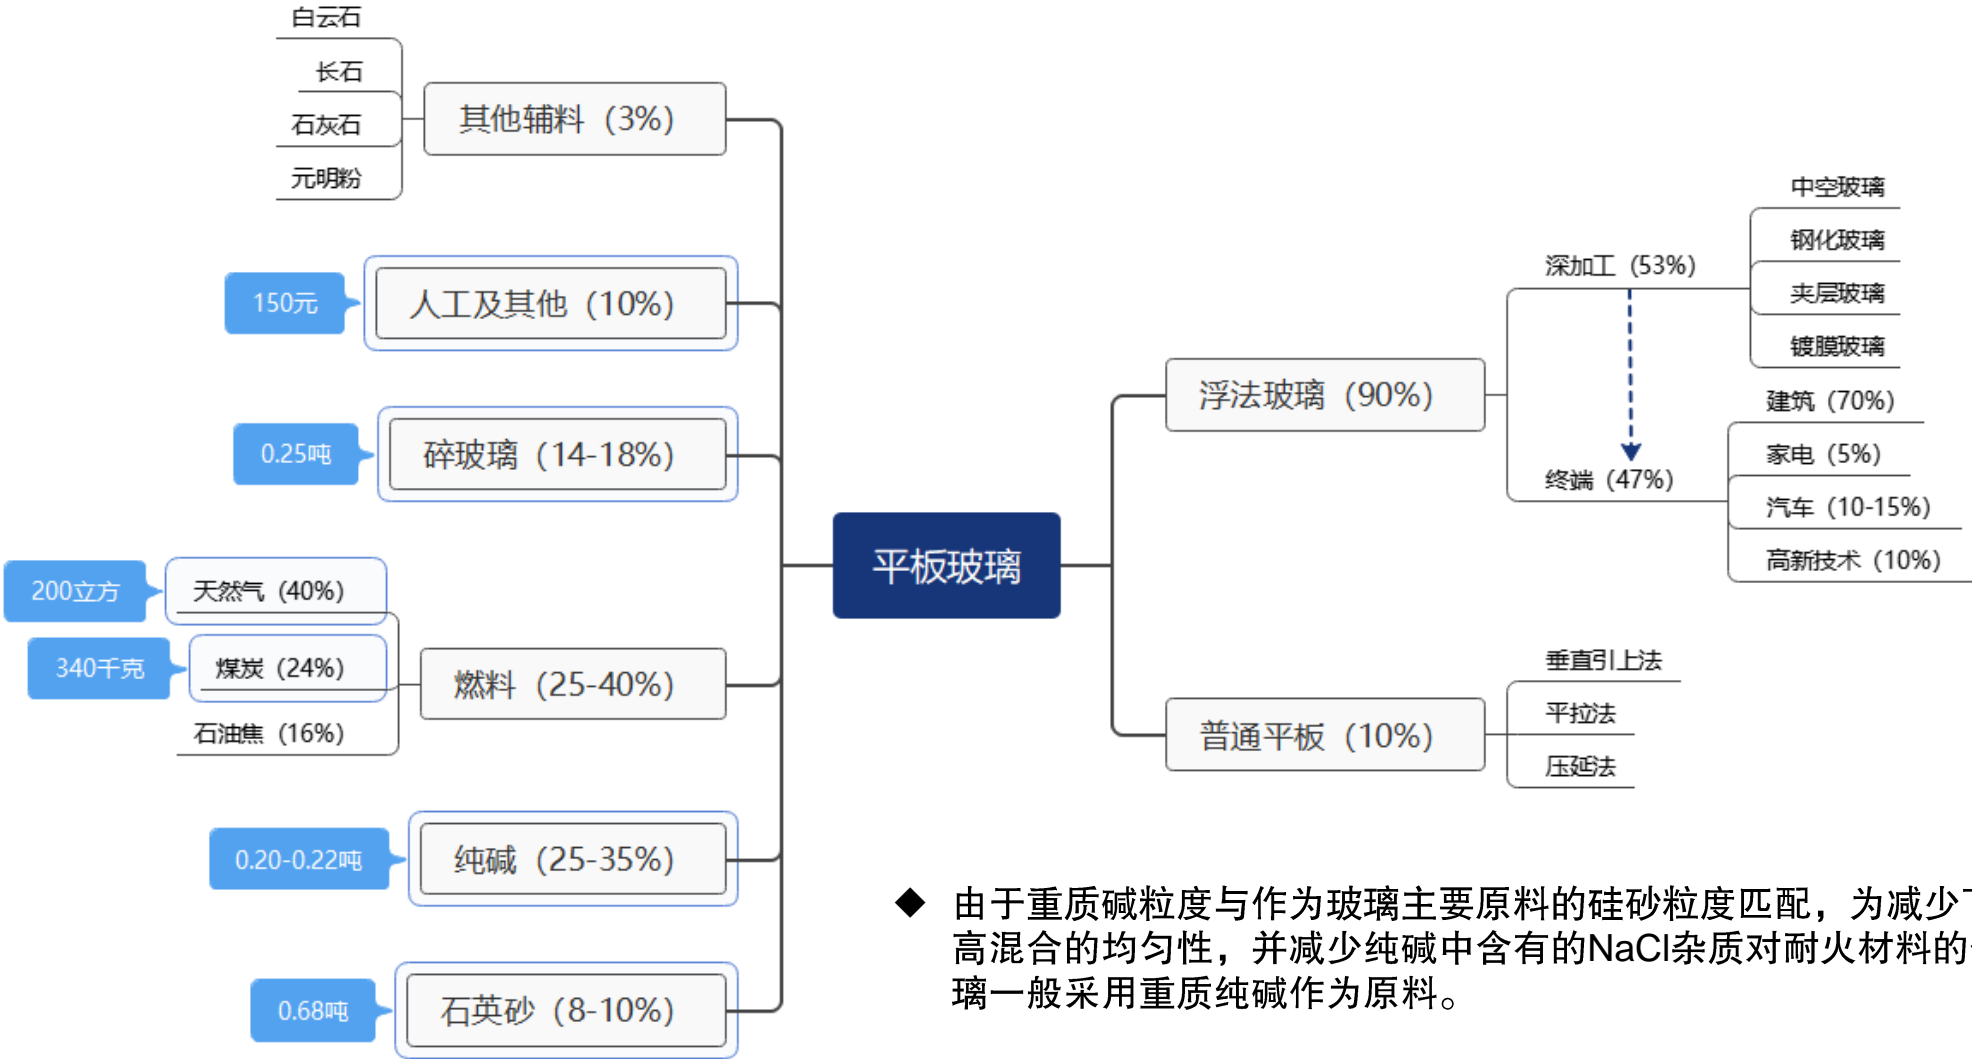 白云石
长石
石灰石
元明粉
其他辅料（3%）
150元
人工及其他（10%）
0.25吨
碎玻璃（14-18%）
200立方
天然气（40%）
340千克
煤炭（24%）
石油焦（16%）
燃料（25-40%）
0.20-0.22吨
纯碱（25-35%）
0.68吨
石英砂（8-10%）
平板玻璃
浮法玻璃（90%）
深加工（53%）
中空玻璃
钢化玻璃
夹层玻璃
镀膜玻璃
终端（47%）
建筑（70%）
家电（5%）
汽车（10-15%）
高新技术（10%）
普通平板（10%）
垂直引上法
平拉法
压延法
◆ 由于重质碱粒度与作为玻璃主要原料的硅砂粒度匹配，为减少
高混合的均匀性，并减少纯碱中含有的NaCl杂质对耐火材料的
璃一般采用重质纯碱作为原料。